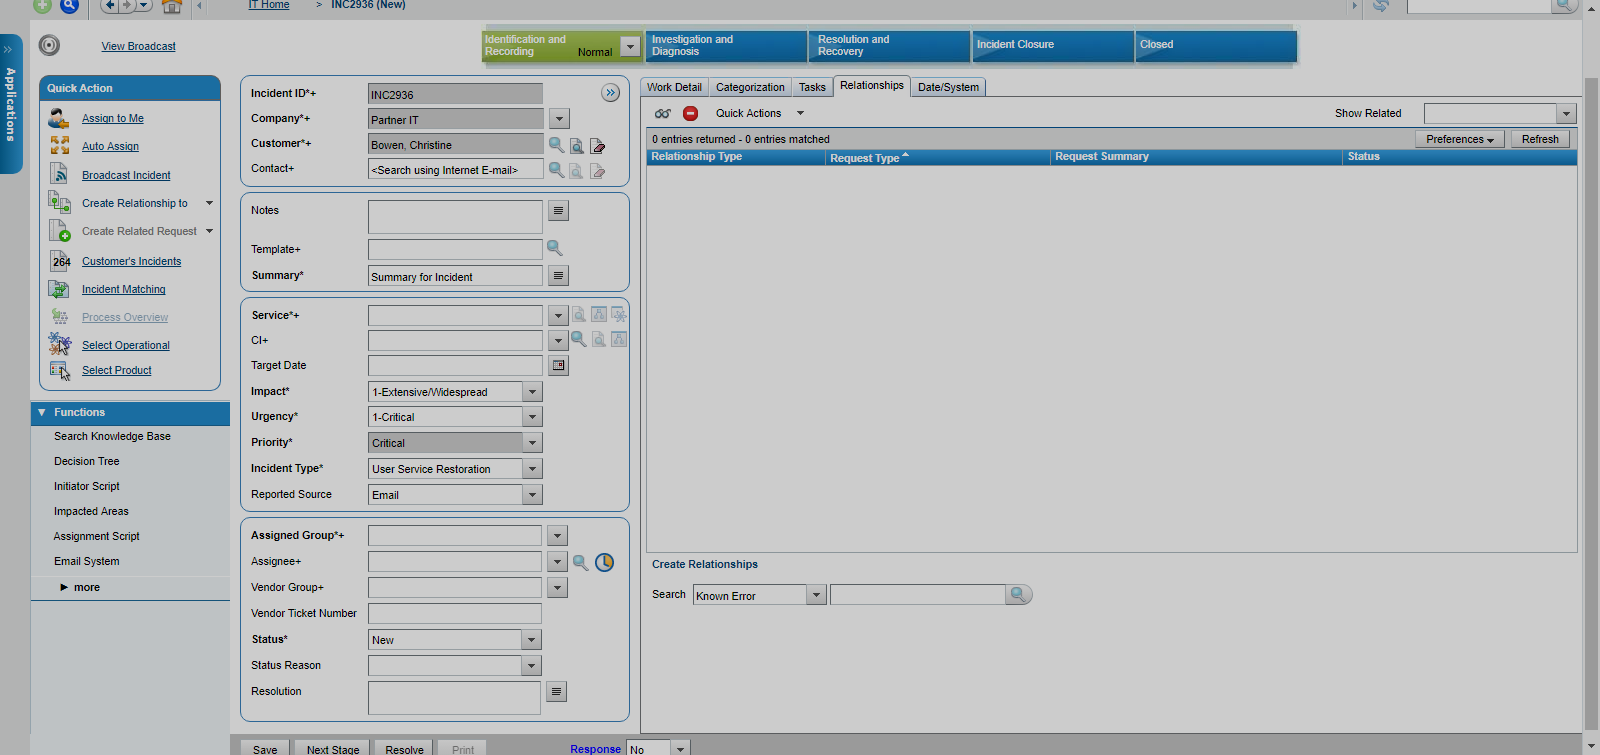 IT Home > INC2936 (New)
Applications
View Broadcast
Identification and
Recording Normal
Investigation and
Diagnosis
Resolution and
Recovery
Incident Closure
Closed
Quick Action
Assign to Me
Auto Assign
Broadcast Incident
Create Relationship to
Create Related Request
264 Customer's Incidents
Incident Matching
Process Overview
Select Operational
Select Product
Functions
Search Knowledge Base
Decision Tree
Initiator Script
Impacted Areas
Assignment Script
Email System
more
Incident ID*+ INC2936
Company*+ Partner IT
Customer*+ Bowen, Christine
Contact+ <Search using Internet E-mail>
Notes
Template+
Summary* Summary for Incident
Service*+
CI+
Target Date
Impact* 1-Extensive/Widespread
Urgency* 1-Critical
Priority* Critical
Incident Type* User Service Restoration
Reported Source Email
Assigned Group*+
Assignee+
Vendor Group+
Vendor Ticket Number
Status* New
Status Reason
Resolution
Work Detail Categorization Tasks Relationships Date/System
Quick Actions Show Related
0 entries returned - 0 entries matched Preferences Refresh
Relationship Type Request Type Request Summary Status
Create Relationships
Search Known Error
Save Next Stage Resolve Print Response No